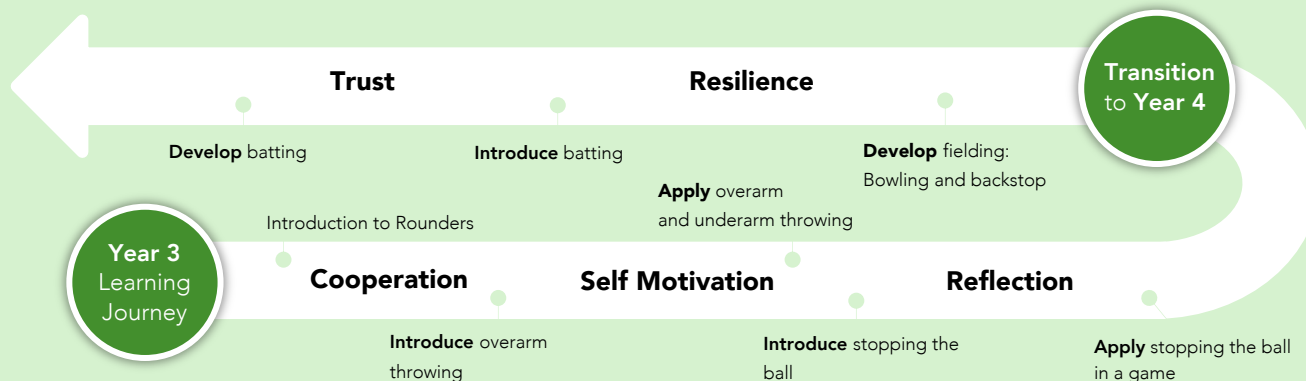 Trust
Resilience
Transition
to Year 4
Develop batting
Introduce batting
Develop fielding:
Bowling and backstop
Apply overarm
and underarm throwing
Introduction to Rounders
Year 3
Learning
Journey
Cooperation
Self Motivation
Reflection
Introduce overarm
throwing
Introduce stopping the
ball
Apply stopping the ball
in a game